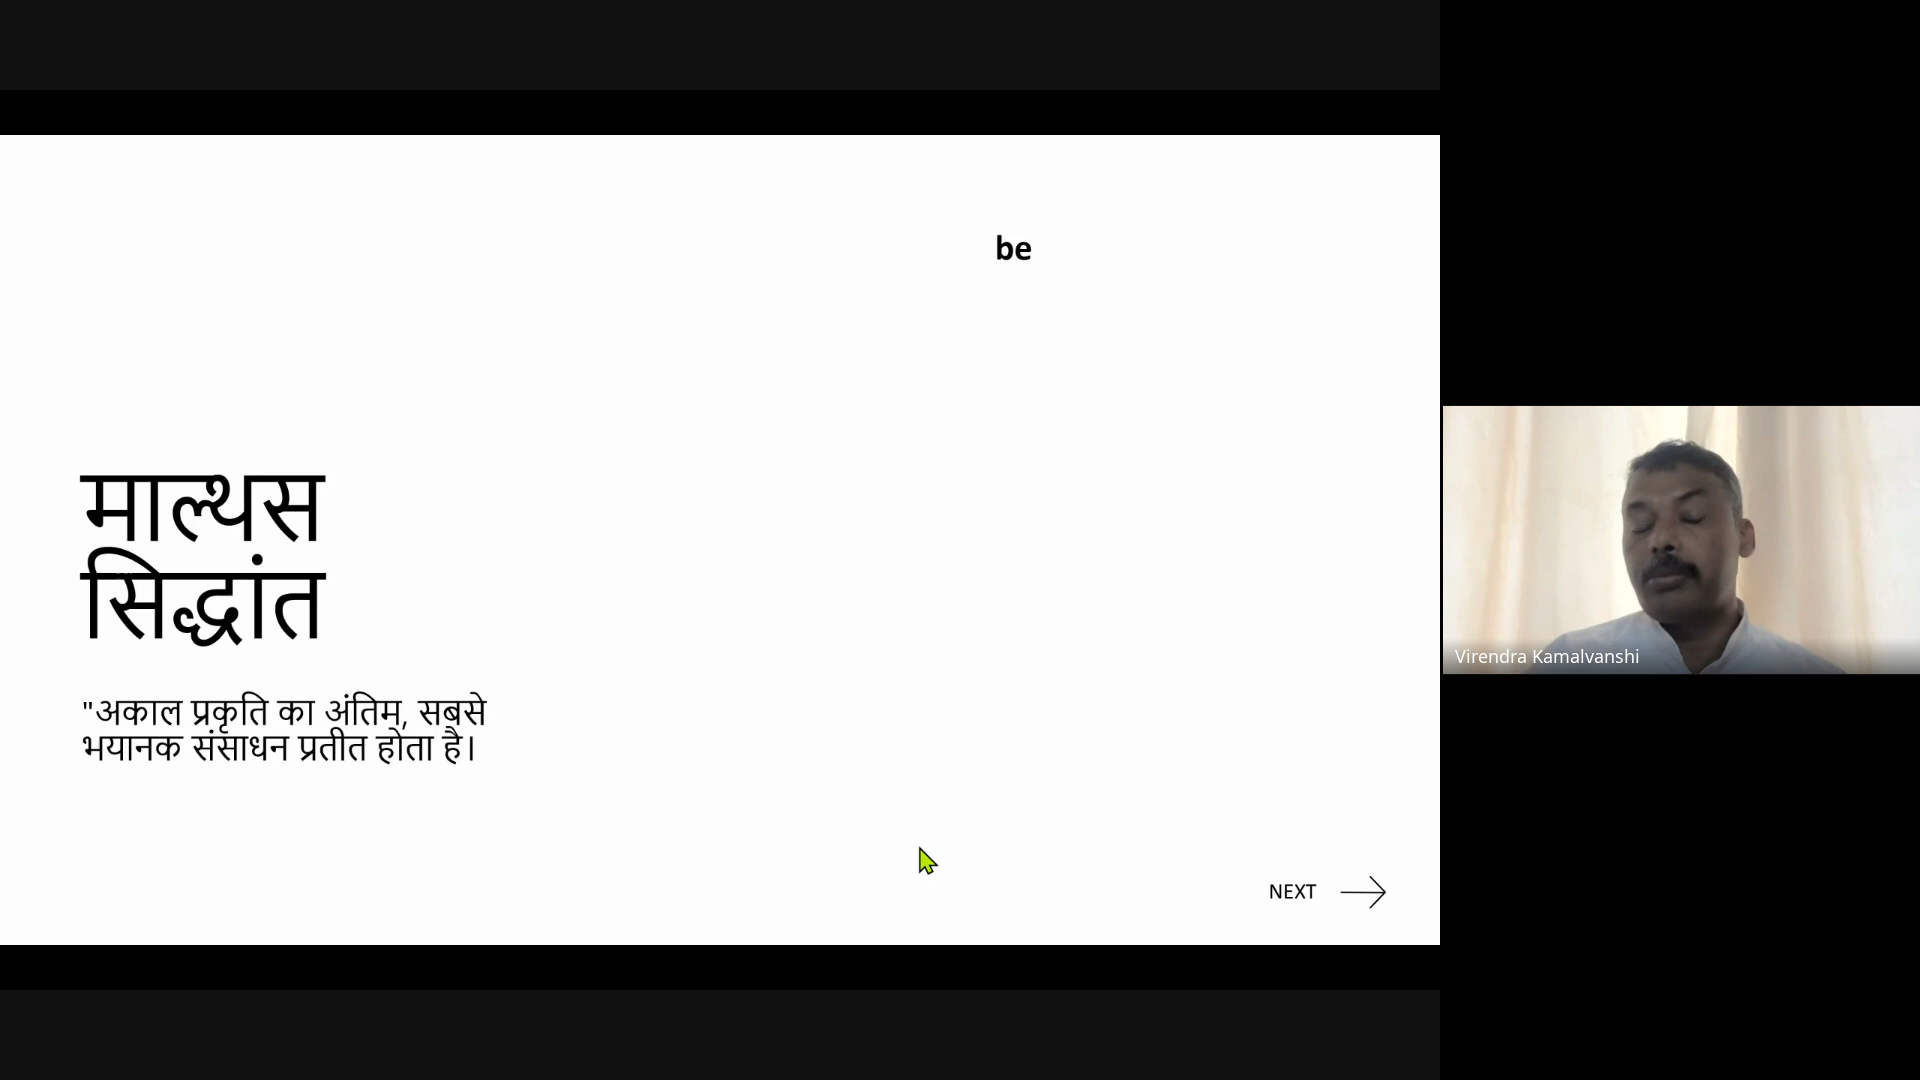 be
माल्थस
सिद्धांत
"अकाल प्रकृति का अंतिम, सबसे
भयानक संसाधन प्रतीत होता है।
NEXT
Virendra Kamalvanshi